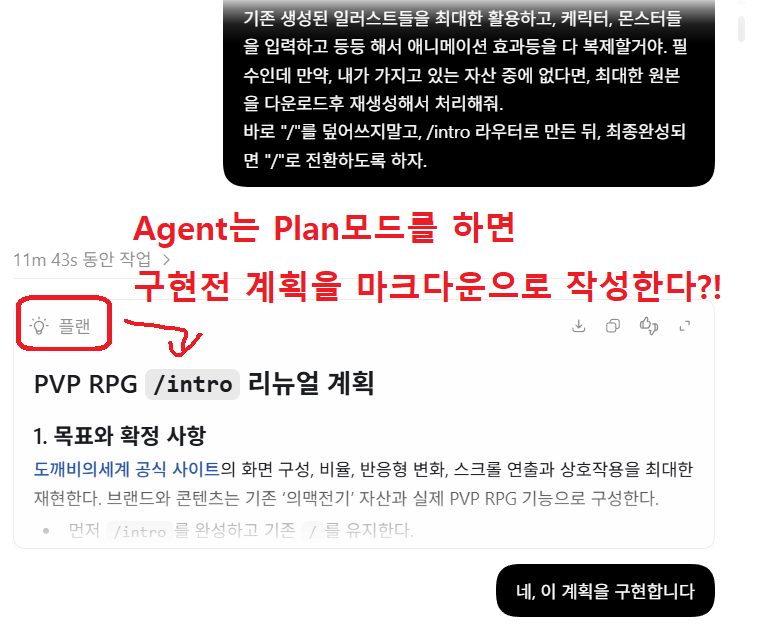 기존 생성된 일러스트들을 최대한 활용하고, 케릭터, 몬스터들
을 입력하고 등등 해서 애니메이션 효과등을 다 복제할거야. 필
수인데 만약, 내가 가지고 있는 자산 중에 없다면, 최대한 원본
을 다운로드후 재생성해서 처리해줘.
바로 "/"를 덮어쓰지말고, /intro 라우터로 만든 뒤, 최종완성되
면 "/"로 전환하도록 하자.
Agent는 Plan모드를 하면
11m 43s 동안 작업 >
구현전 계획을 마크다운으로 작성한다?!
플랜
PVP RPG /intro 리뉴얼 계획
1. 목표와 확정 사항
도깨비의세계 공식 사이트의 화면 구성, 비율, 반응형 변화, 스크롤 연출과 상호작용을 최대한
재현한다. 브랜드와 콘텐츠는 기존 ‘의맥전기’ 자산과 실제 PVP RPG 기능으로 구성한다.
• 먼저 /intro 를 완성하고 기존 / 를 유지한다.
네, 이 계획을 구현합니다